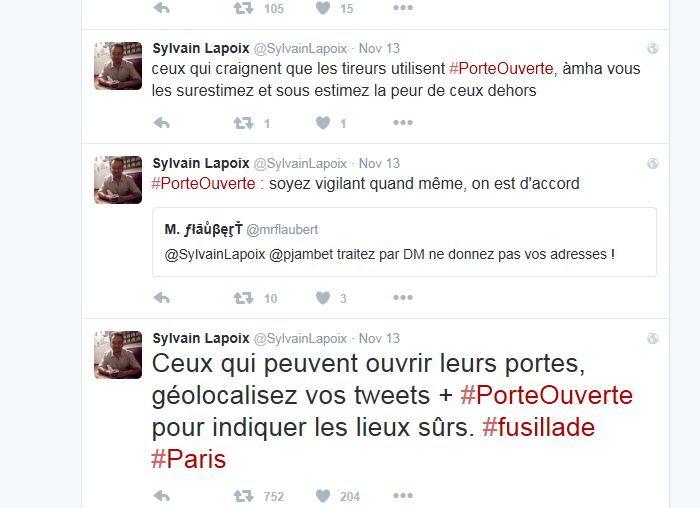 105 15
Sylvain Lapoix @SylvainLapoix · Nov 13
ceux qui craignent que les tireurs utilisent #PorteOuverte, àmha vous
les surestimez et sous estimez la peur de ceux dehors
1 1
Sylvain Lapoix @SylvainLapoix · Nov 13
#PorteOuverte : soyez vigilant quand même, on est d'accord
M. ƒłãůβęŗŤ @mrflaubert
@SylvainLapoix @pjambet traitez par DM ne donnez pas vos adresses !
10 3
Sylvain Lapoix @SylvainLapoix · Nov 13
Ceux qui peuvent ouvrir leurs portes,
géolocalisez vos tweets + #PorteOuverte
pour indiquer les lieux sûrs. #fusillade
#Paris
752 204